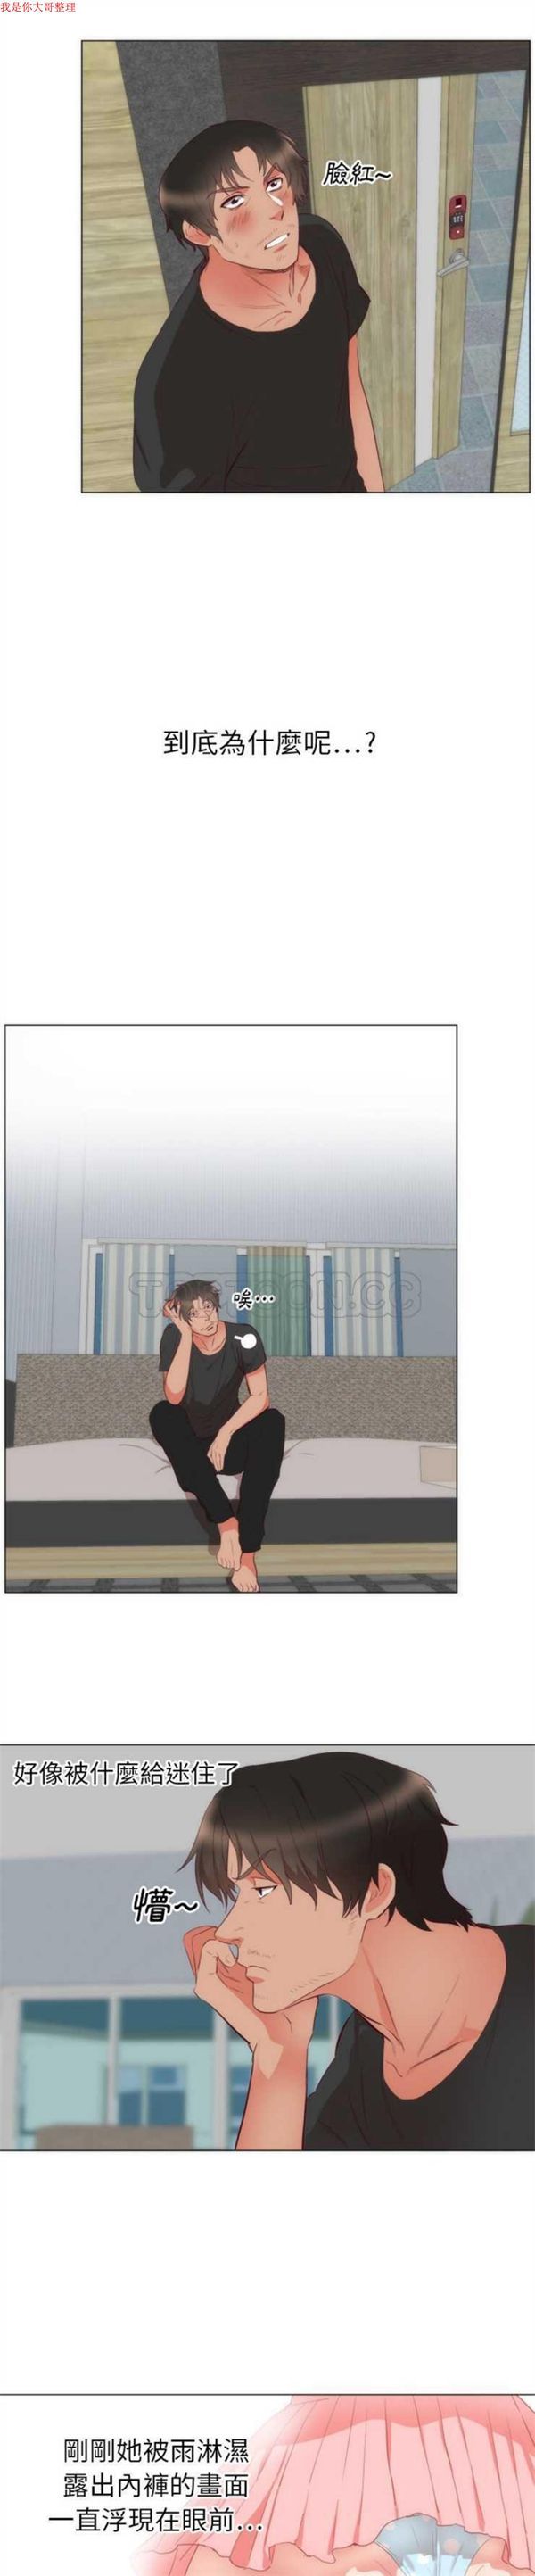 我是你大哥整理
臉紅~
到底為什麼呢...?
TOPTOON.CC
唉...
好像被什麼給迷住了
懵~
剛剛她被雨淋濕
露出內褲的畫面
一直浮現在眼前...